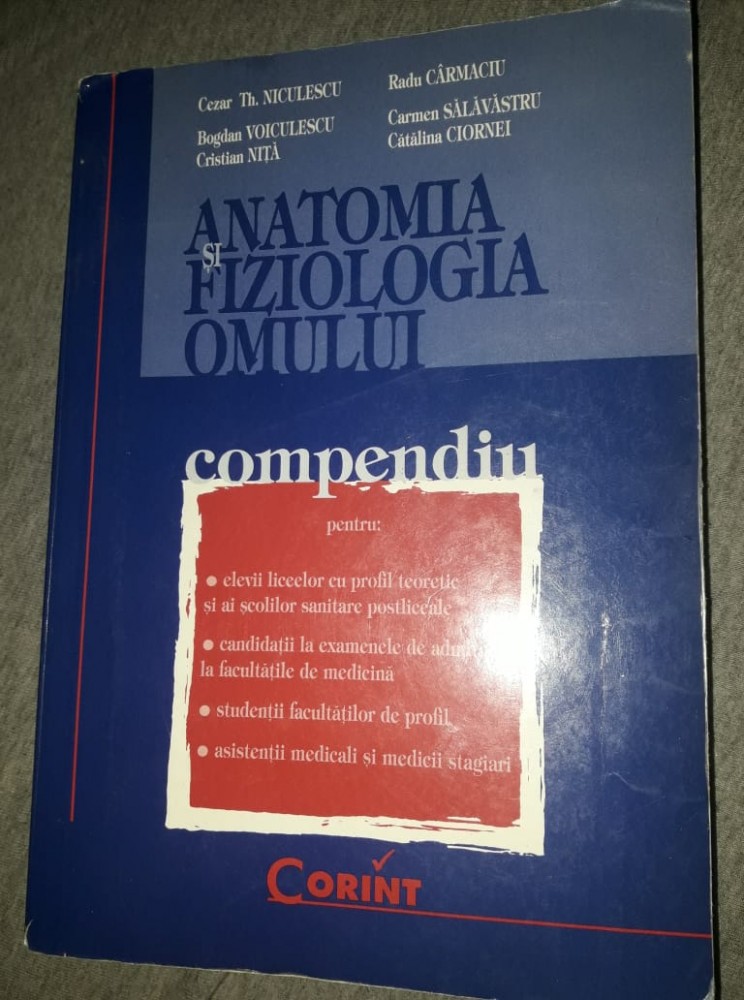 Cezar Th. NICULESCU
Radu CÂRMACIU
Bogdan VOICULESCU
Carmen SĂLĂVĂSTRU
Cristian NIȚĂ
Cătălina CIORNEI
ANATOMIA
ȘI
FIZIOLOGIA
OMULUI
compendiu
pentru:
• elevii liceelor cu profil teoretic
și ai școlilor sanitare postliceale
• candidații la examenele de
la facultățile de medicină
• studenții facultăților de profil
• asistenții medicali și medicii stagiari
CORINT